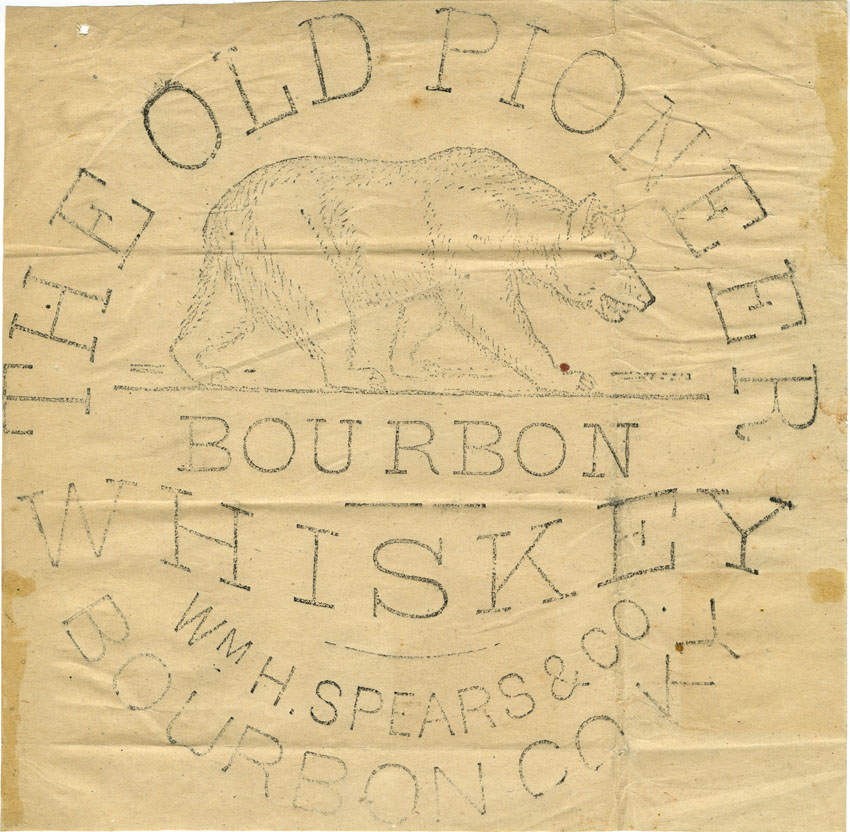 THE OLD PIONEER
BOURBON
WHISKEY
WM H. SPEARS & CO.
BOURBON CO KY